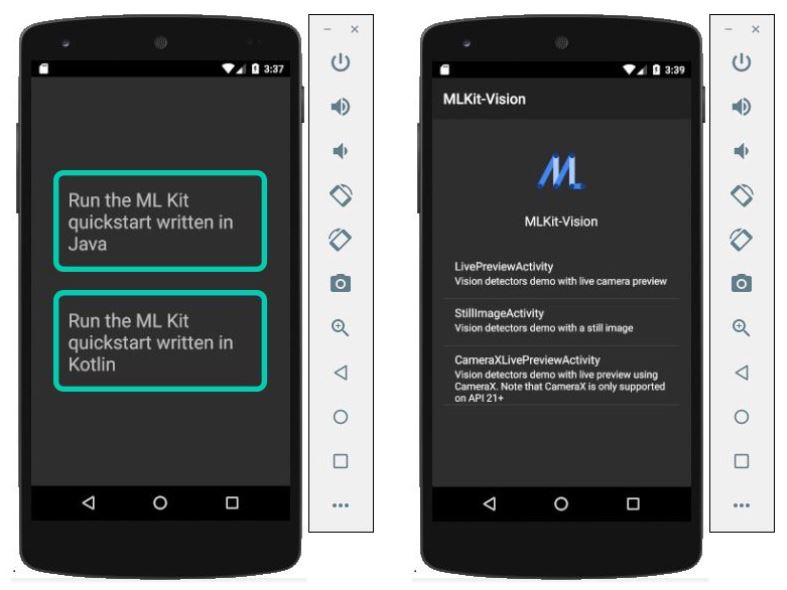 3:37
Run the ML Kit
quickstart written in
Java
Run the ML Kit
quickstart written in
Kotlin
3:39
MLKit-Vision
MLKit-Vision
LivePreviewActivity
Vision detectors demo with live camera preview
StillImageActivity
Vision detectors demo with a still image
CameraXLivePreviewActivity
Vision detectors demo with live preview using
CameraX. Note that CameraX is only supported
on API 21+